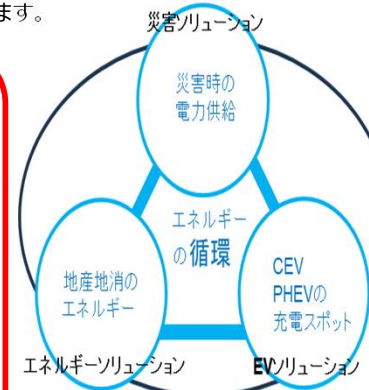 ます。
災害ソリューション
災害時の
電力供給
エネルギー
の循環
地産地消の
エネルギー
CEV
PHEVの
充電スポット
エネルギーソリューション
EVソリューション